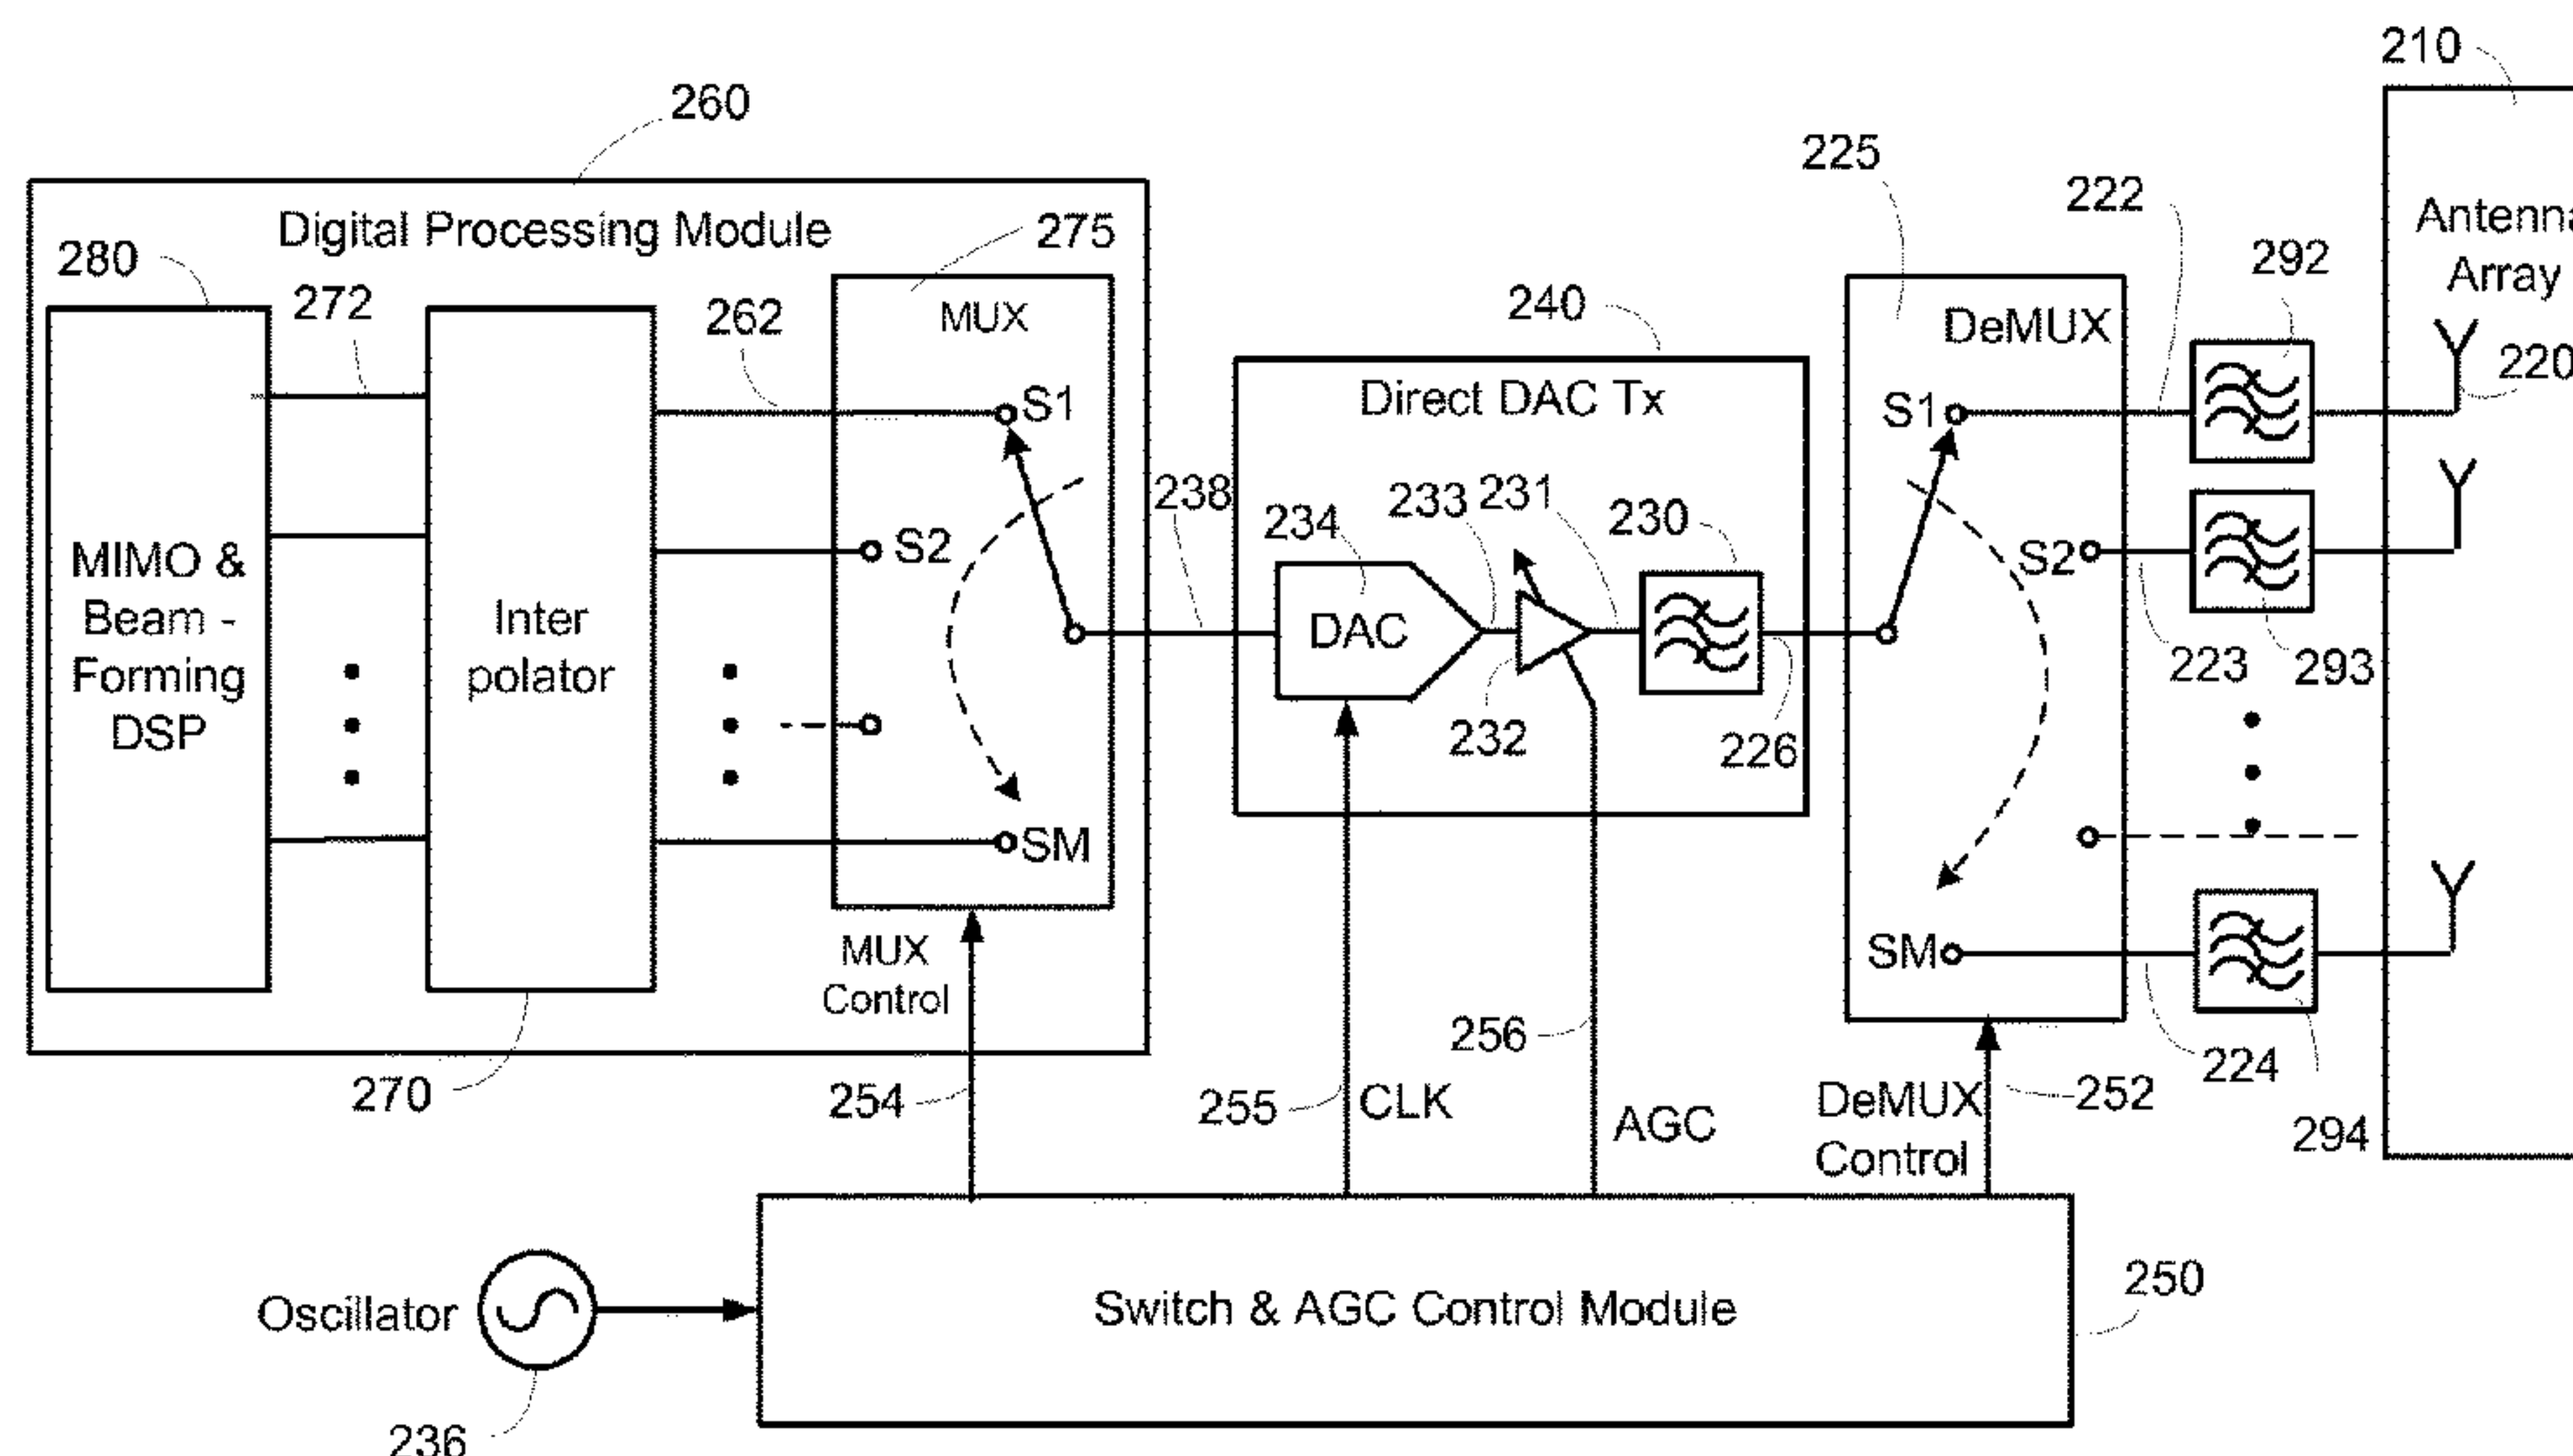 210
260
225
222
Digital Processing Module
275
280
272
262
MUX
240
DeMUX
292
Antenna
Array
220
S1
Direct DAC Tx
S1
238
234
233
231
230
S2
S2
MIMO &
Beam -
Forming
DSP
Inter
polator
DAC
232
226
223
293
SM
SM
MUX
Control
270
254
255
CLK
256
AGC
DeMUX
Control
252
224
294
Oscillator
Switch & AGC Control Module
250
236